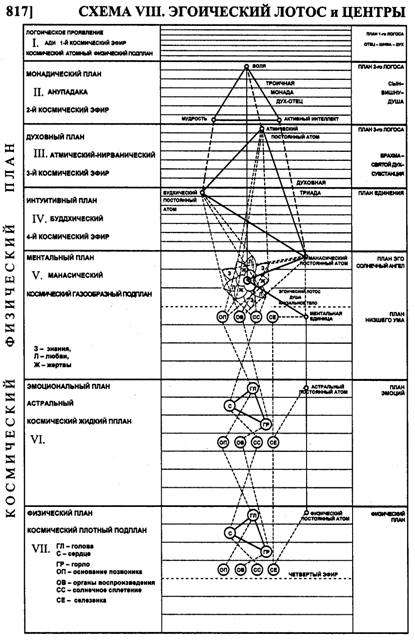 817] СХЕМА VIII. ЭГОИЧЕСКИЙ ЛОТОС и ЦЕНТРЫ
КОСМИЧЕСКИЙ ФИЗИЧЕСКИЙ ПЛАН
ЛОГОИЧЕСКОЕ ПРОЯВЛЕНИЕ
I. АДИ 1-Й КОСМИЧЕСКИЙ ЭФИР
КОСМИЧЕСКИЙ АТОМНЫЙ ФИЗИЧЕСКИЙ ПОДПЛАН
ПЛАН 1-го ЛОГОСА
ОТЕЦ - ШИВА - ДУХ
МОНАДИЧЕСКИЙ ПЛАН
II. АНУПАДАКА
2-Й КОСМИЧЕСКИЙ ЭФИР
ВОЛЯ
ТРОИЧНАЯ
МОНАДА
ДУХ-ОТЕЦ
МУДРОСТЬ
АКТИВНЫЙ ИНТЕЛЛЕКТ
ПЛАН 2-го ЛОГОСА
СЫН–
ВИШНУ–
ДУША
ДУХОВНЫЙ ПЛАН
III. АТМИЧЕСКИЙ-НИРВАНИЧЕСКИЙ
3-Й КОСМИЧЕСКИЙ ЭФИР
АТМИЧЕСКИЙ
ПОСТОЯННЫЙ АТОМ
ДУХОВНАЯ
ТРИАДА
ПЛАН 3-го ЛОГОСА
БРАХМА–
СВЯТОЙ ДУХ-
СУБСТАНЦИЯ
БУДДХИЧЕСКИЙ
ПОСТОЯННЫЙ
АТОМ
ИНТУИТИВНЫЙ ПЛАН
IV. БУДДХИЧЕСКИЙ
4-Й КОСМИЧЕСКИЙ ЭФИР
ПЛАН ЕДИНЕНИЯ
МЕНТАЛЬНЫЙ ПЛАН
V. МАНАСИЧЕСКИЙ
КОСМИЧЕСКИЙ ГАЗООБРАЗНЫЙ ПОДПЛАН
МАНАСИЧЕСКИЙ
ПОСТОЯННЫЙ АТОМ
ЭГОИЧЕСКИЙ ЛОТОС
ДУША
КАУЗАЛЬНОЕ ТЕЛО
МЕНТАЛЬНАЯ
ЕДИНИЦА
ПЛАН ЭГО
СОЛНЕЧНЫЙ АНГЕЛ
ПЛАН
НИЗШЕГО УМА
ОП ОВ СС СЕ
З – знания,
Л – любви,
Ж – жертвы
ЭМОЦИОНАЛЬНЫЙ ПЛАН
АСТРАЛЬНЫЙ
КОСМИЧЕСКИЙ ЖИДКИЙ ППЛАН
VI.
ГЛ
С
ГР
ОП ОВ СС СЕ
АСТРАЛЬНЫЙ
ПОСТОЯННЫЙ АТОМ
ПЛАН
ЭМОЦИЙ
ФИЗИЧЕСКИЙ ПЛАН
КОСМИЧЕСКИЙ ПЛОТНЫЙ ПОДПЛАН
VII. ГЛ – голова
С – сердце
ГР – горло
ОП – основание позвоника
ОВ – органы воспроизведения
СС – солнечное сплетение
СЕ – селезенка
ГЛ
С
ГР
ОП ОВ СС СЕ
ФИЗИЧЕСКИЙ
ПОСТОЯННЫЙ АТОМ
ЧЕТВЕРТЫЙ ЭФИР
ФИЗИЧЕСКИЙ
ПЛАН